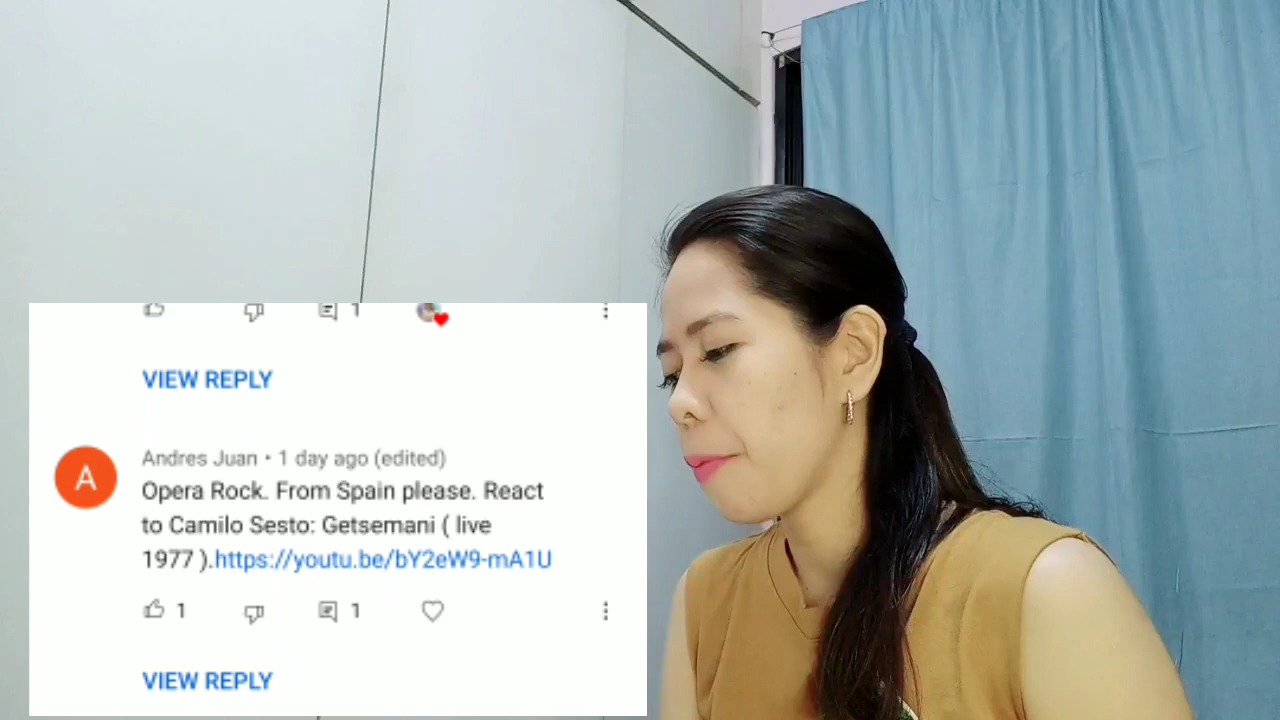 1
VIEW REPLY
A
Andres Juan • 1 day ago (edited)
Opera Rock. From Spain please. React
to Camilo Sesto: Getsemani ( live
1977 ).https://youtu.be/bY2eW9-mA1U
1 1
VIEW REPLY